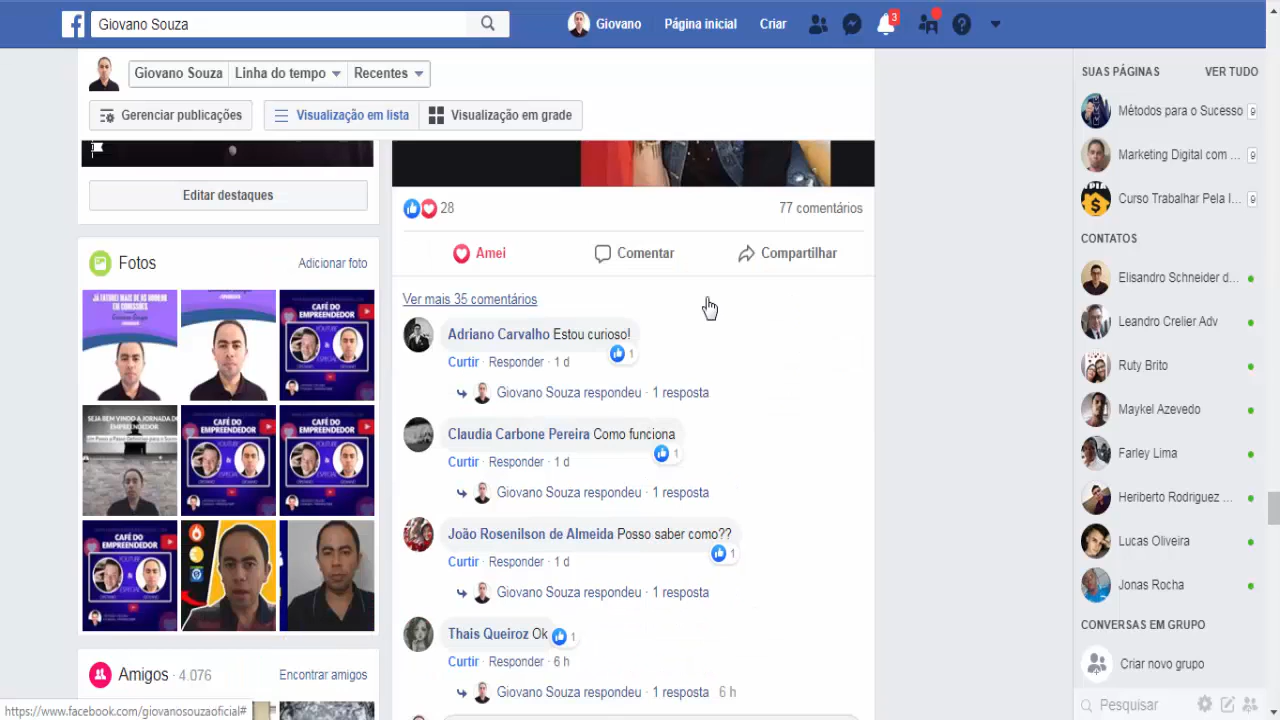 Giovano Souza
Giovano Página inicial Criar 3
Giovano Souza Linha do tempo Recentes
Gerenciar publicações Visualização em lista Visualização em grade
Editar destaques
Fotos Adicionar foto
CAFÉ DO EMPREENDEDOR
CAFÉ DO EMPREENDEDOR
CAFÉ DO EMPREENDEDOR
CAFÉ DO EMPREENDEDOR
Amigos · 4.076 Encontrar amigos
28 77 comentários
Amei Comentar Compartilhar
Ver mais 35 comentários
Adriano Carvalho Estou curioso!
1
Curtir · Responder · 1 d
Giovano Souza respondeu · 1 resposta
Claudia Carbone Pereira Como funciona
1
Curtir · Responder · 1 d
Giovano Souza respondeu · 1 resposta
João Rosenilson de Almeida Posso saber como??
1
Curtir · Responder · 1 d
Giovano Souza respondeu · 1 resposta
Thais Queiroz Ok 1
Curtir · Responder · 6 h
Giovano Souza respondeu · 1 resposta 6 h
SUAS PÁGINAS VER TUDO
Mêtodos para o Sucesso 9
Marketing Digital com ... 9
Curso Trabalhar Pela I... 9
CONTATOS
Elisandro Schneider d...
Leandro Crelier Adv
Ruty Brito
Maykel Azevedo
Farley Lima
Heriberto Rodriguez ...
Lucas Oliveira
Jonas Rocha
CONVERSAS EM GRUPO
Criar novo grupo
Pesquisar
https://www.facebook.com/giovanosouzaoficial#